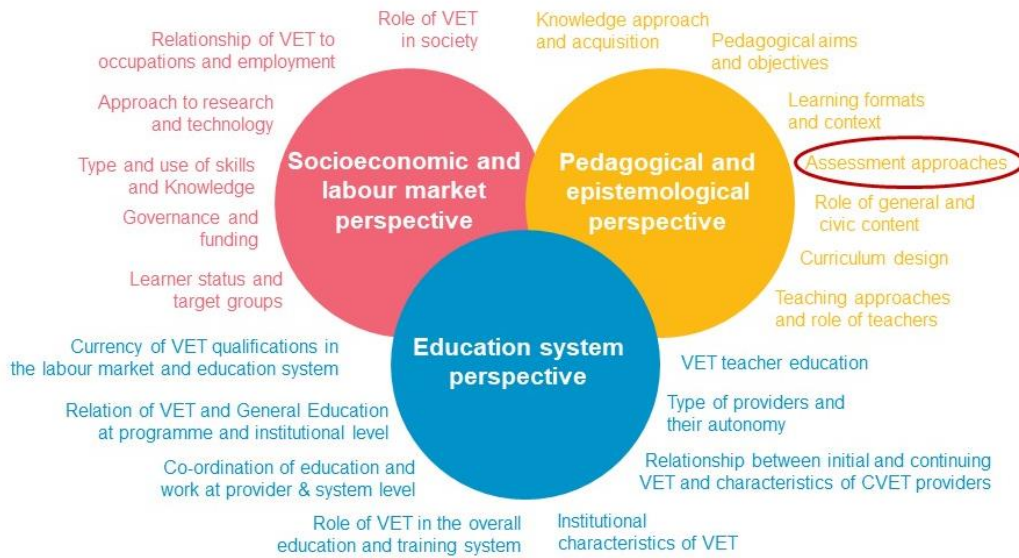 Role of VET
in society
Relationship of VET to
occupations and employment
Approach to research
and technology
Type and use of skills
and Knowledge
Governance and
funding
Learner status and
target groups
Socioeconomic and
labour market
perspective
Knowledge approach
and acquisition
Pedagogical aims
and objectives
Learning formats
and context
Assessment approaches
Role of general and
civic content
Curriculum design
Teaching approaches
and role of teachers
Pedagogical and
epistemological
perspective
Education system
perspective
Currency of VET qualifications in
the labour market and education system
Relation of VET and General Education
at programme and institutional level
Co-ordination of education and
work at provider & system level
Role of VET in the overall
education and training system
VET teacher education
Type of providers and
their autonomy
Relationship between initial and continuing
VET and characteristics of CVET providers
Institutional
characteristics of VET